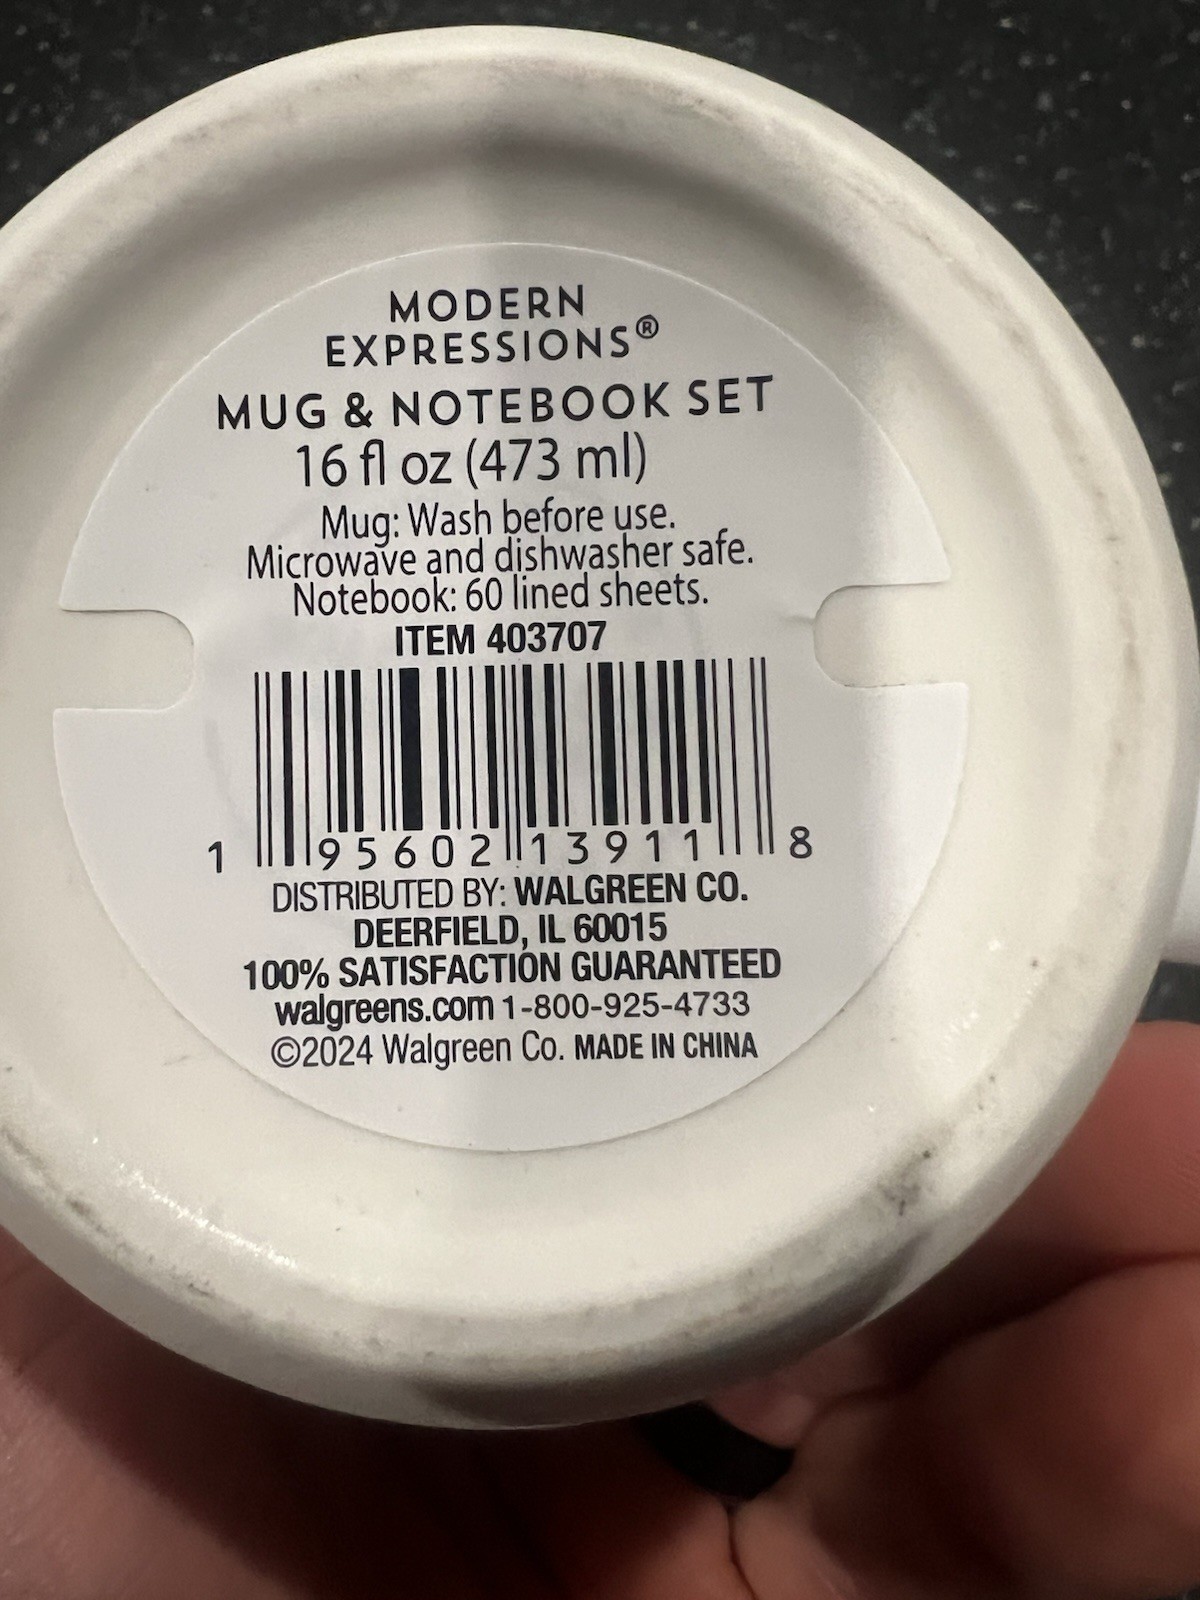 MODERN
EXPRESSIONS®
MUG & NOTEBOOK SET
16 fl oz (473 ml)
Mug: Wash before use.
Microwave and dishwasher safe.
Notebook: 60 lined sheets.
ITEM 403707
1 95602 13911 8
DISTRIBUTED BY: WALGREEN CO.
DEERFIELD, IL 60015
100% SATISFACTION GUARANTEED
walgreens.com 1-800-925-4733
©2024 Walgreen Co. MADE IN CHINA